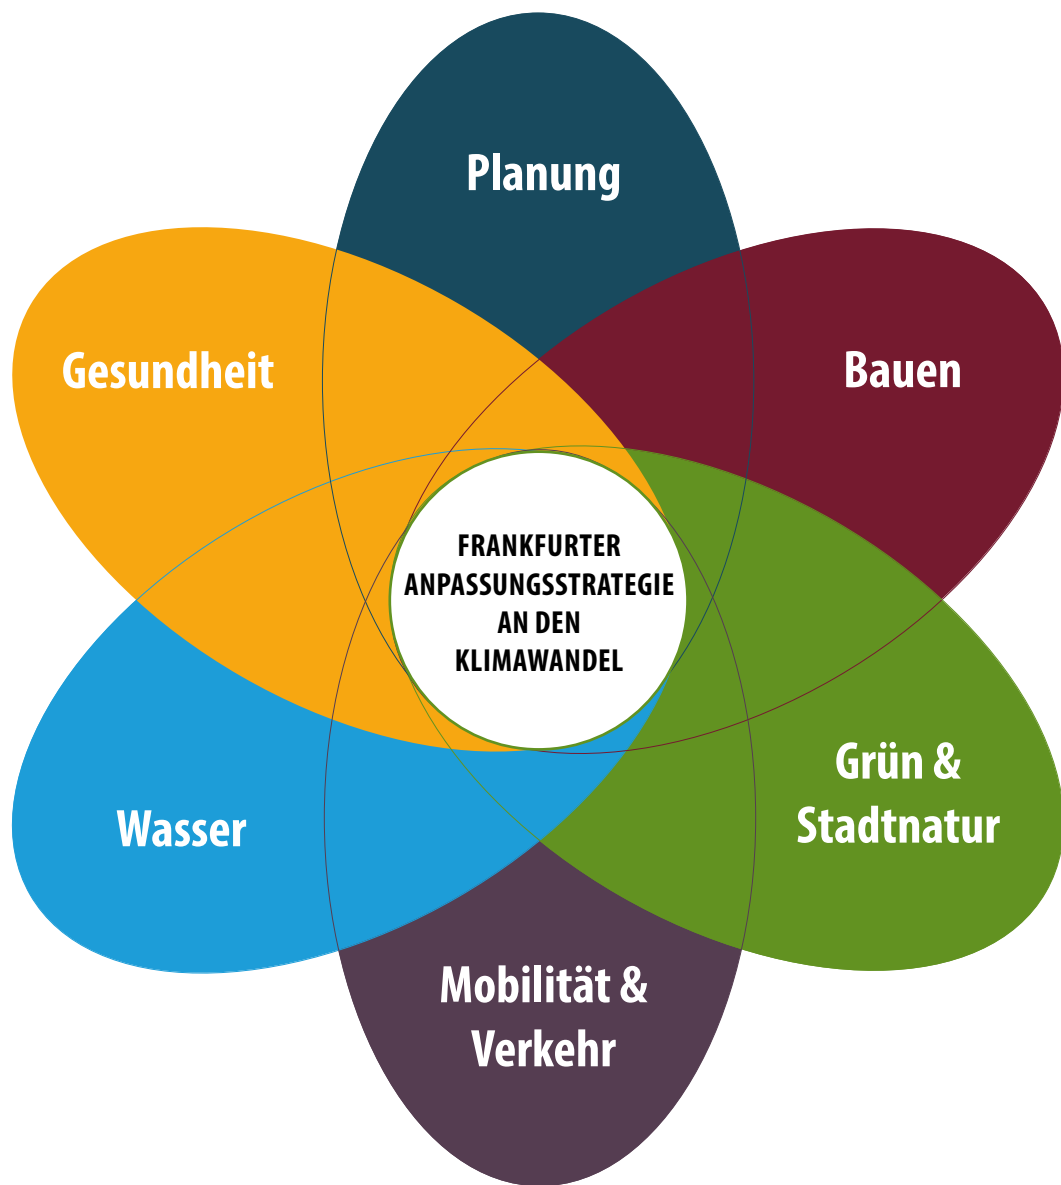 Planung
Gesundheit
Bauen
FRANKFURTER
ANPASSUNGSSTRATEGIE
AN DEN
KLIMAWANDEL
Grün &
Stadtnatur
Wasser
Mobilität &
Verkehr